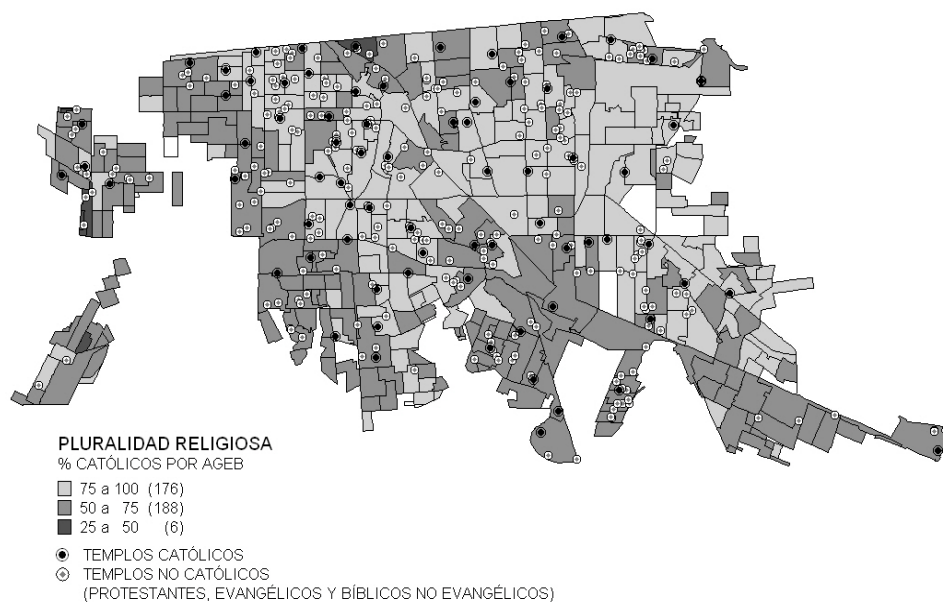 PLURALIDAD RELIGIOSA
% CATÓLICOS POR AGEB
75 a 100 (176)
50 a 75 (188)
25 a 50 (6)
TEMPLOS CATÓLICOS
TEMPLOS NO CATÓLICOS
(PROTESTANTES, EVANGÉLICOS Y BÍBLICOS NO EVANGÉLICOS)